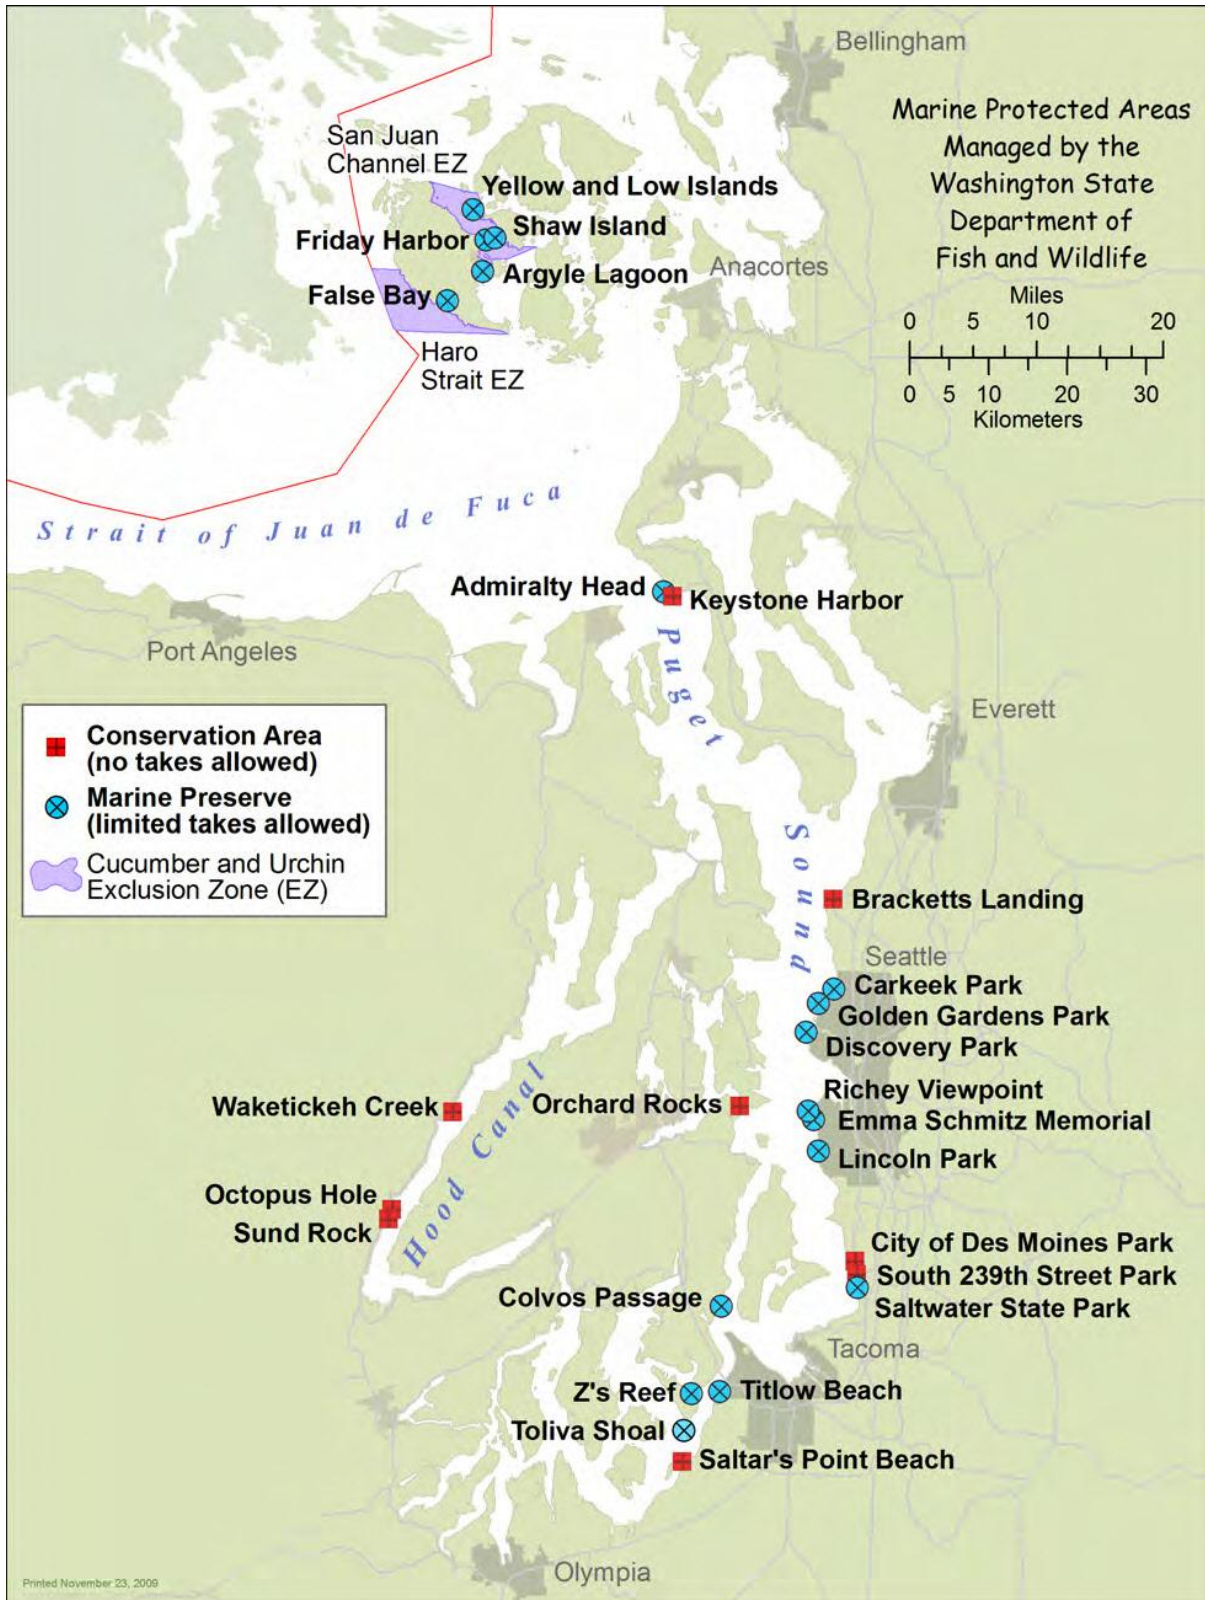 Bellingham
Marine Protected Areas
Managed by the
Washington State
Department of
Fish and Wildlife
Miles
0 5 10 20
0 5 10 20 30
Kilometers
San Juan
Channel EZ
Yellow and Low Islands
Shaw Island
Friday Harbor
Argyle Lagoon
Anacortes
False Bay
Haro
Strait EZ
Strait of Juan de Fuca
Admiralty Head
Keystone Harbor
Port Angeles
Puget Sound
Everett
Conservation Area
(no takes allowed)
Marine Preserve
(limited takes allowed)
Cucumber and Urchin
Exclusion Zone (EZ)
Bracketts Landing
Seattle
Carkeek Park
Golden Gardens Park
Discovery Park
Richey Viewpoint
Emma Schmitz Memorial
Lincoln Park
Waketickeh Creek
Orchard Rocks
Hood Canal
Octopus Hole
Sund Rock
City of Des Moines Park
South 239th Street Park
Saltwater State Park
Colvos Passage
Tacoma
Z's Reef
Titlow Beach
Toliva Shoal
Saltar's Point Beach
Olympia
Printed November 23, 2009